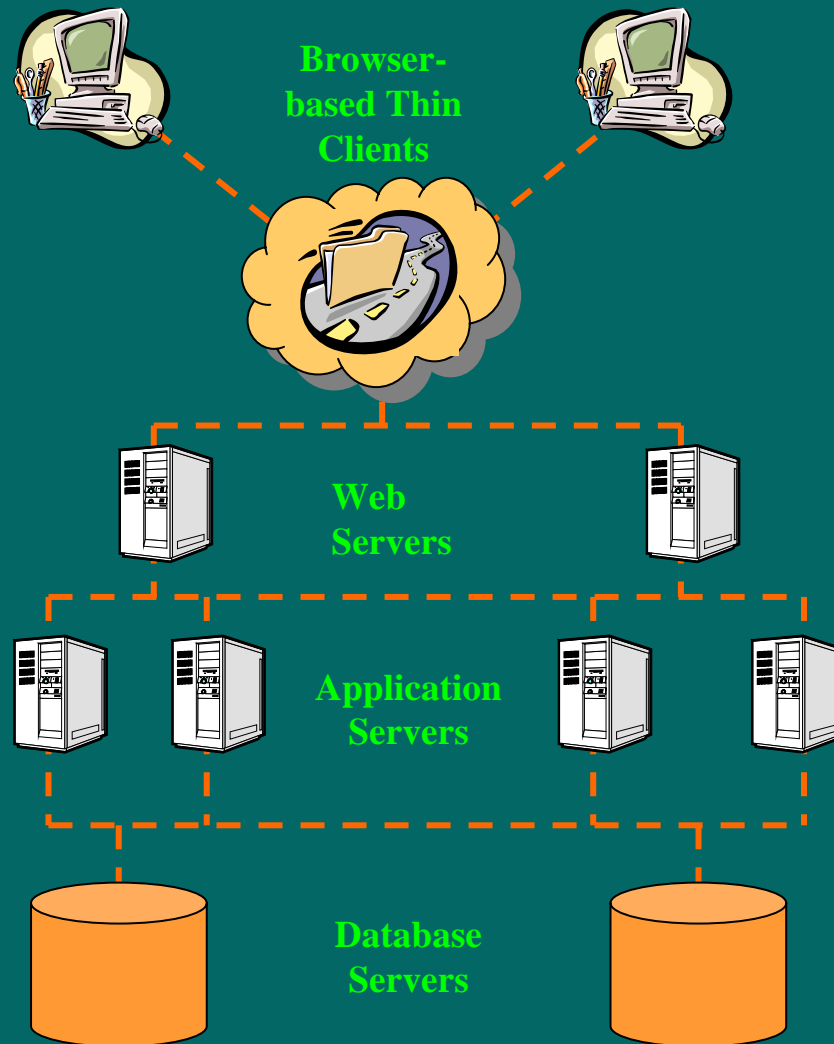 Browser-
based Thin
Clients
Web
Servers
Application
Servers
Database
Servers